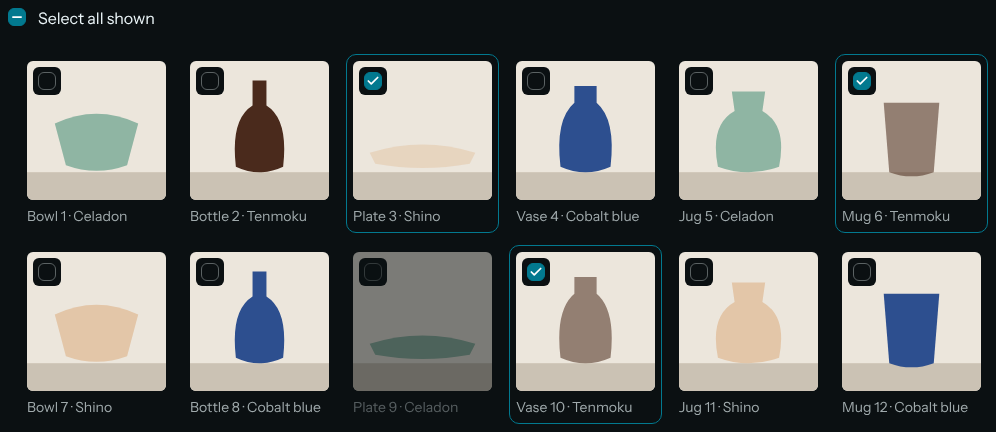 Select all shown
Bowl 1 · Celadon
Bottle 2 · Tenmoku
Plate 3 · Shino
Vase 4 · Cobalt blue
Jug 5 · Celadon
Mug 6 · Tenmoku
Bowl 7 · Shino
Bottle 8 · Cobalt blue
Plate 9 · Celadon
Vase 10 · Tenmoku
Jug 11 · Shino
Mug 12 · Cobalt blue